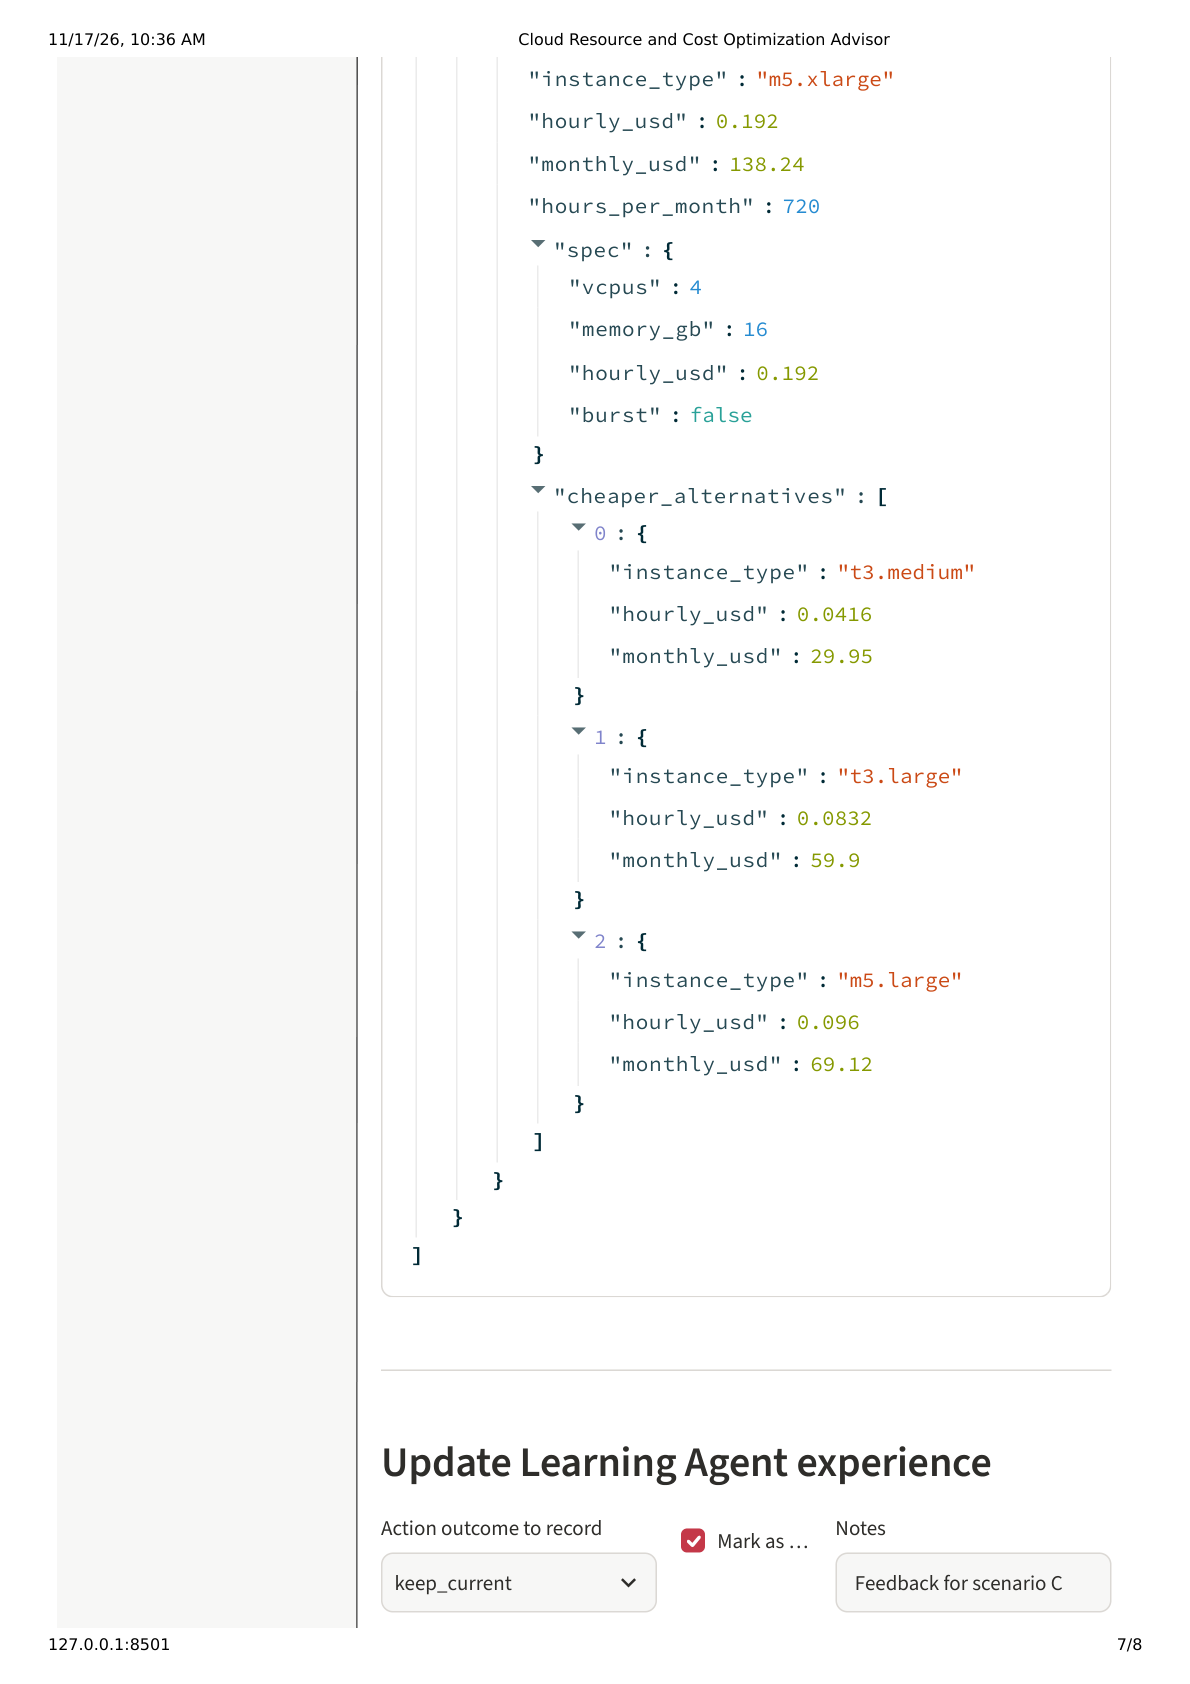 11/17/26, 10:36 AM
Cloud Resource and Cost Optimization Advisor
"instance_type" : "m5.xlarge"
"hourly_usd" : 0.192
"monthly_usd" : 138.24
"hours_per_month" : 720
"spec" : {
"vcpus" : 4
"memory_gb" : 16
"hourly_usd" : 0.192
"burst" : false
}
"cheaper_alternatives" : [
0 : {
"instance_type" : "t3.medium"
"hourly_usd" : 0.0416
"monthly_usd" : 29.95
}
1 : {
"instance_type" : "t3.large"
"hourly_usd" : 0.0832
"monthly_usd" : 59.9
}
2 : {
"instance_type" : "m5.large"
"hourly_usd" : 0.096
"monthly_usd" : 69.12
}
]
}
}
]
Update Learning Agent experience
Action outcome to record
keep_current
Mark as …
Notes
Feedback for scenario C
127.0.0.1:8501
7/8